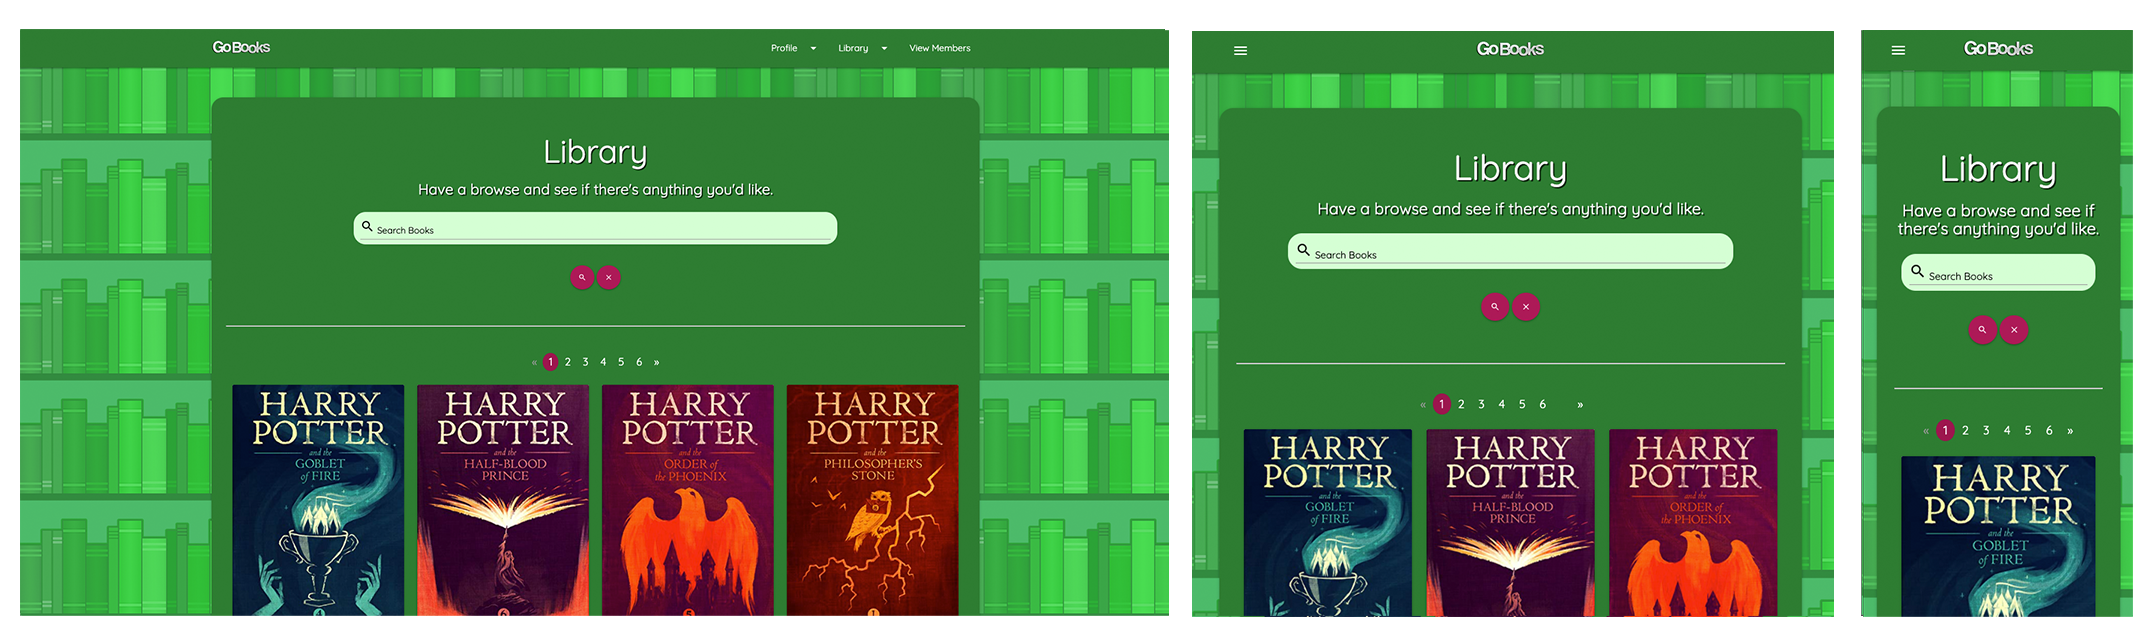 GoBooks
Profile Library View Members
Library
Have a browse and see if there's anything you'd like.
Search Books
« 1 2 3 4 5 6 »
HARRY
POTTER
and the
GOBLET
of FIRE
4
HARRY
POTTER
and the
HALF-BLOOD
PRINCE
6
HARRY
POTTER
and the
ORDER of
the PHOENIX
5
HARRY
POTTER
and the
PHILOSOPHER'S
STONE
1
GoBooks
Library
Have a browse and see if there's anything you'd like.
Search Books
« 1 2 3 4 5 6 »
HARRY
POTTER
and the
GOBLET
of FIRE
HARRY
POTTER
and the
HALF-BLOOD
PRINCE
HARRY
POTTER
and the
ORDER of
the PHOENIX
GoBooks
Library
Have a browse and see if
there's anything you'd like.
Search Books
« 1 2 3 4 5 6 »
HARRY
POTTER
and the
GOBLET
of FIRE